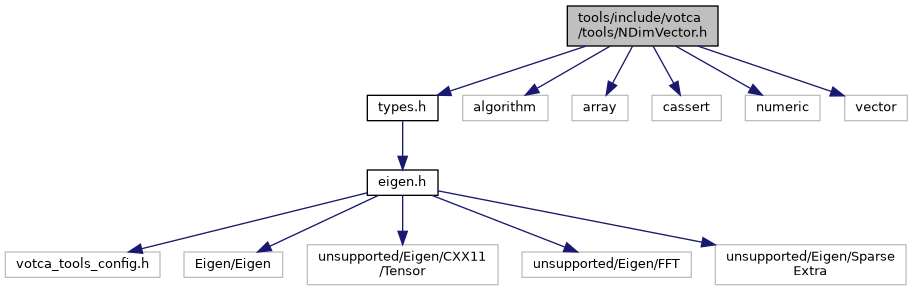 tools/include/votca
/tools/NDimVector.h
types.h
algorithm
array
cassert
numeric
vector
eigen.h
votca_tools_config.h
Eigen/Eigen
unsupported/Eigen/CXX11
/Tensor
unsupported/Eigen/FFT
unsupported/Eigen/Sparse
Extra